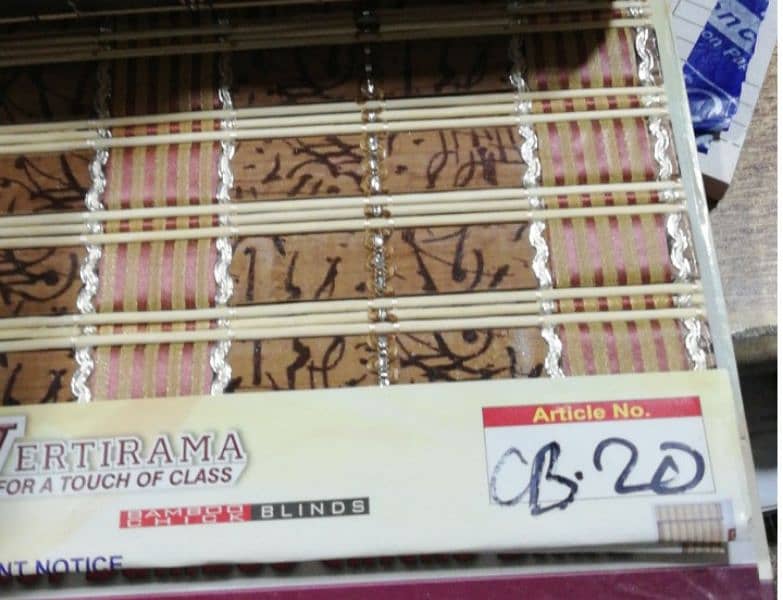 VERTIRAMA
FOR A TOUCH OF CLASS
BAMBOO
CHICK
BLINDS
Article No.
CB.20
NT NOTICE